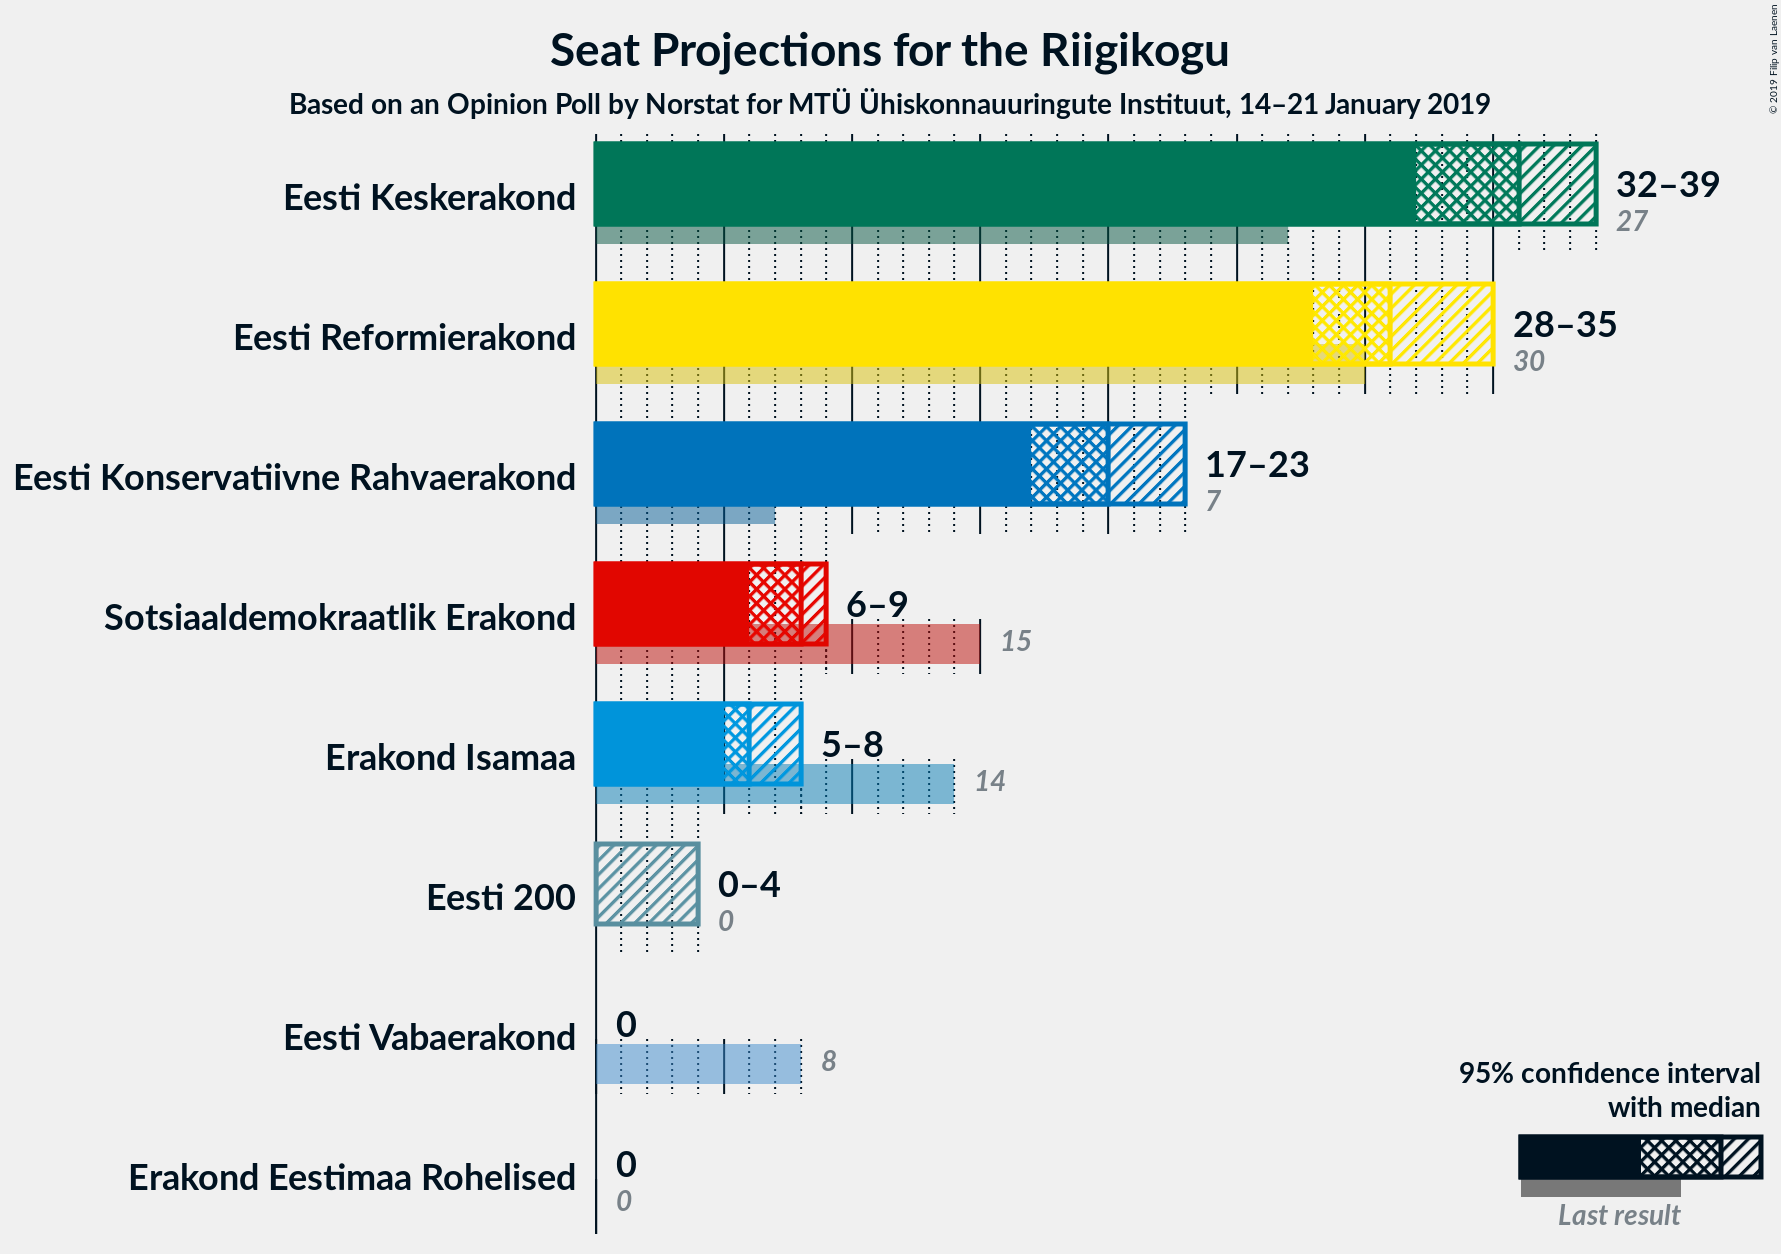 Seat Projections for the Riigikogu
Based on an Opinion Poll by Norstat for MTÜ Ühiskonnauuringute Instituut, 14–21 January 2019
© 2019 Filip van Laenen
Eesti Keskerakond
32–39
27
Eesti Reformierakond
28–35
30
Eesti Konservatiivne Rahvaerakond
17–23
7
Sotsiaaldemokraatlik Erakond
6–9
15
Erakond Isamaa
5–8
14
Eesti 200
0–4
0
Eesti Vabaerakond
0
8
Erakond Eestimaa Rohelised
0
0
95% confidence interval
with median
Last result